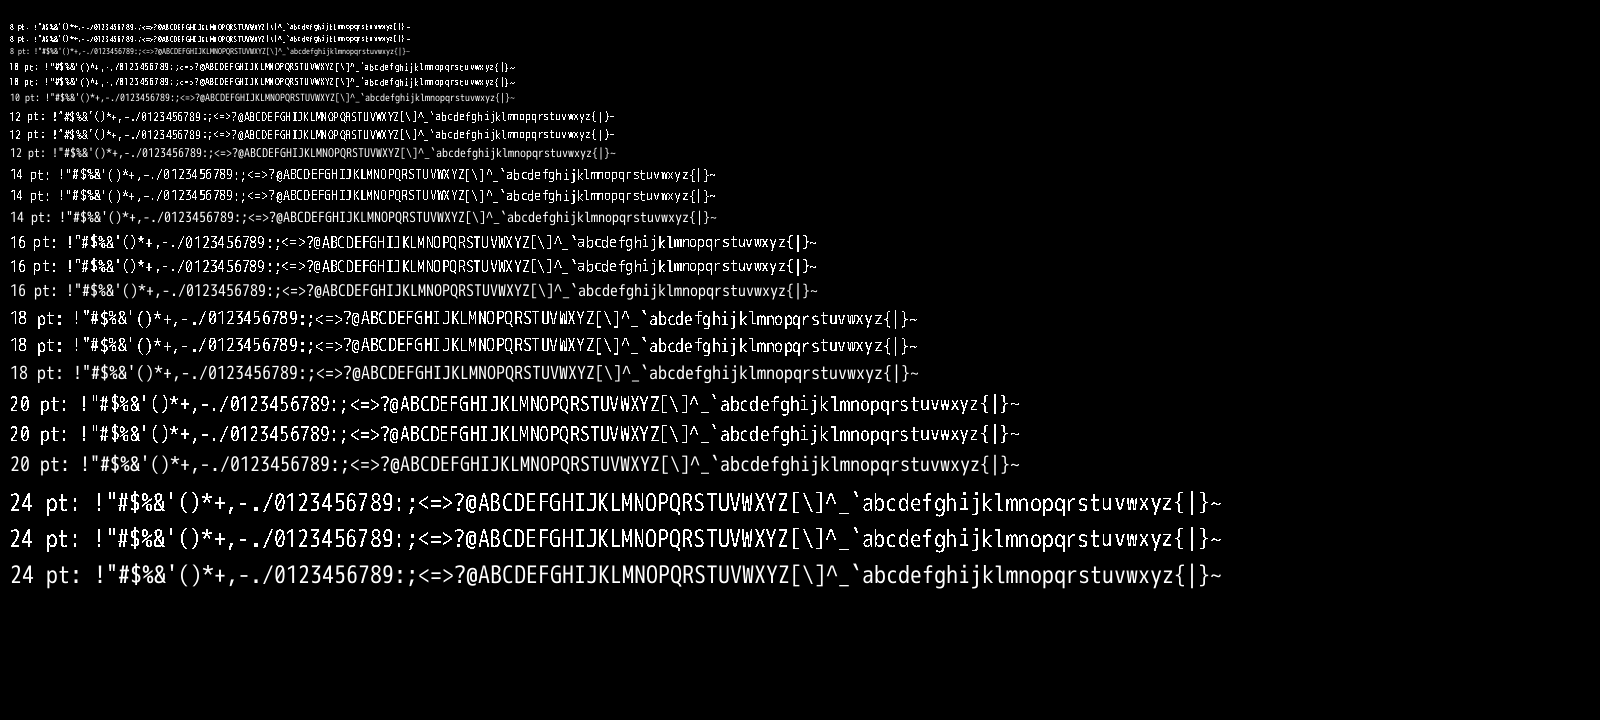 8 pt: !"#$%&'()*+,-./0123456789:;<=>?@ABCDEFGHIJKLMNOPQRSTUVWXYZ[\]^_`abcdefghijklmnopqrstuvwxyz{|}~
8 pt: !"#$%&'()*+,-./0123456789:;<=>?@ABCDEFGHIJKLMNOPQRSTUVWXYZ[\]^_`abcdefghijklmnopqrstuvwxyz{|}~
8 pt: !"#$%&'()*+,-./0123456789:;<=>?@ABCDEFGHIJKLMNOPQRSTUVWXYZ[\]^_`abcdefghijklmnopqrstuvwxyz{|}~
10 pt: !"#$%&'()*+,-./0123456789:;<=>?@ABCDEFGHIJKLMNOPQRSTUVWXYZ[\]^_`abcdefghijklmnopqrstuvwxyz{|}~
10 pt: !"#$%&'()*+,-./0123456789:;<=>?@ABCDEFGHIJKLMNOPQRSTUVWXYZ[\]^_`abcdefghijklmnopqrstuvwxyz{|}~
10 pt: !"#$%&'()*+,-./0123456789:;<=>?@ABCDEFGHIJKLMNOPQRSTUVWXYZ[\]^_`abcdefghijklmnopqrstuvwxyz{|}~
12 pt: !"#$%&'()*+,-./0123456789:;<=>?@ABCDEFGHIJKLMNOPQRSTUVWXYZ[\]^_`abcdefghijklmnopqrstuvwxyz{|}~
12 pt: !"#$%&'()*+,-./0123456789:;<=>?@ABCDEFGHIJKLMNOPQRSTUVWXYZ[\]^_`abcdefghijklmnopqrstuvwxyz{|}~
12 pt: !"#$%&'()*+,-./0123456789:;<=>?@ABCDEFGHIJKLMNOPQRSTUVWXYZ[\]^_`abcdefghijklmnopqrstuvwxyz{|}~
14 pt: !"#$%&'()*+,-./0123456789:;<=>?@ABCDEFGHIJKLMNOPQRSTUVWXYZ[\]^_`abcdefghijklmnopqrstuvwxyz{|}~
14 pt: !"#$%&'()*+,-./0123456789:;<=>?@ABCDEFGHIJKLMNOPQRSTUVWXYZ[\]^_`abcdefghijklmnopqrstuvwxyz{|}~
14 pt: !"#$%&'()*+,-./0123456789:;<=>?@ABCDEFGHIJKLMNOPQRSTUVWXYZ[\]^_`abcdefghijklmnopqrstuvwxyz{|}~
16 pt: !"#$%&'()*+,-./0123456789:;<=>?@ABCDEFGHIJKLMNOPQRSTUVWXYZ[\]^_`abcdefghijklmnopqrstuvwxyz{|}~
16 pt: !"#$%&'()*+,-./0123456789:;<=>?@ABCDEFGHIJKLMNOPQRSTUVWXYZ[\]^_`abcdefghijklmnopqrstuvwxyz{|}~
16 pt: !"#$%&'()*+,-./0123456789:;<=>?@ABCDEFGHIJKLMNOPQRSTUVWXYZ[\]^_`abcdefghijklmnopqrstuvwxyz{|}~
18 pt: !"#$%&'()*+,-./0123456789:;<=>?@ABCDEFGHIJKLMNOPQRSTUVWXYZ[\]^_`abcdefghijklmnopqrstuvwxyz{|}~
18 pt: !"#$%&'()*+,-./0123456789:;<=>?@ABCDEFGHIJKLMNOPQRSTUVWXYZ[\]^_`abcdefghijklmnopqrstuvwxyz{|}~
18 pt: !"#$%&'()*+,-./0123456789:;<=>?@ABCDEFGHIJKLMNOPQRSTUVWXYZ[\]^_`abcdefghijklmnopqrstuvwxyz{|}~
20 pt: !"#$%&'()*+,-./0123456789:;<=>?@ABCDEFGHIJKLMNOPQRSTUVWXYZ[\]^_`abcdefghijklmnopqrstuvwxyz{|}~
20 pt: !"#$%&'()*+,-./0123456789:;<=>?@ABCDEFGHIJKLMNOPQRSTUVWXYZ[\]^_`abcdefghijklmnopqrstuvwxyz{|}~
20 pt: !"#$%&'()*+,-./0123456789:;<=>?@ABCDEFGHIJKLMNOPQRSTUVWXYZ[\]^_`abcdefghijklmnopqrstuvwxyz{|}~
24 pt: !"#$%&'()*+,-./0123456789:;<=>?@ABCDEFGHIJKLMNOPQRSTUVWXYZ[\]^_`abcdefghijklmnopqrstuvwxyz{|}~
24 pt: !"#$%&'()*+,-./0123456789:;<=>?@ABCDEFGHIJKLMNOPQRSTUVWXYZ[\]^_`abcdefghijklmnopqrstuvwxyz{|}~
24 pt: !"#$%&'()*+,-./0123456789:;<=>?@ABCDEFGHIJKLMNOPQRSTUVWXYZ[\]^_`abcdefghijklmnopqrstuvwxyz{|}~